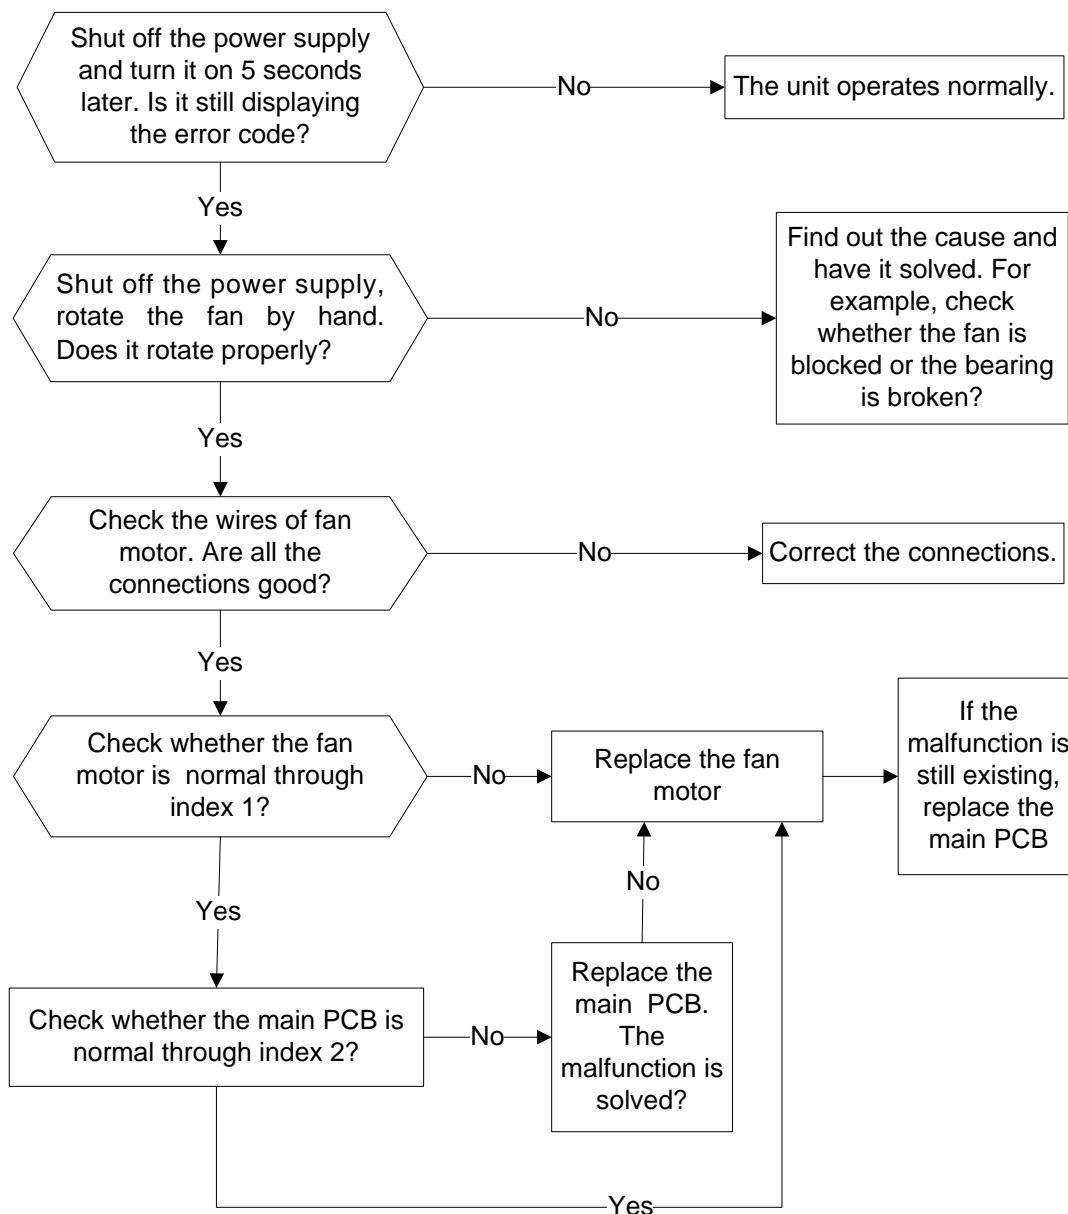 Shut off the power supply
and turn it on 5 seconds
later. Is it still displaying
the error code?
No
The unit operates normally.
Yes
Shut off the power supply,
rotate the fan by hand.
Does it rotate properly?
No
Find out the cause and
have it solved. For
example, check
whether the fan is
blocked or the bearing
is broken?
Yes
Check the wires of fan
motor. Are all the
connections good?
No
Correct the connections.
Yes
Check whether the fan
motor is normal through
index 1?
No
Replace the fan
motor
If the
malfunction is
still existing,
replace the
main PCB
Yes
No
Check whether the main PCB is
normal through index 2?
No
Replace the
main PCB.
The
malfunction is
solved?
Yes